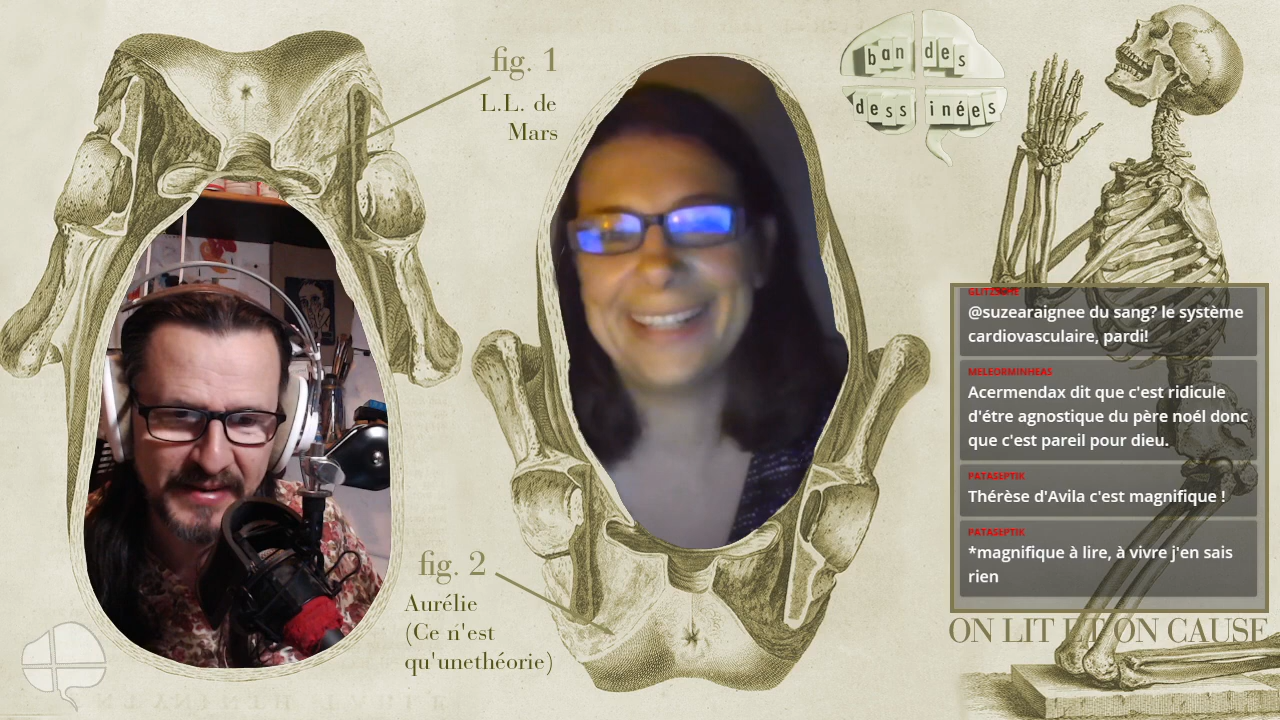 fig. 1
L.L. de
Mars
ban des
dess inées
GLITZSCHE
@suzearaignee du sang? le système
cardiovasculaire, pardi!
MELEORMINHEAS
Acermendax dit que c'est ridicule
d'étre agnostique du père noél donc
que c'est pareil pour dieu.
PATASEPTIK
Thérèse d'Avila c'est magnifique !
PATASEPTIK
*magnifique à lire, à vivre j'en sais
rien
fig. 2
Aurélie
(Ce n'est
qu'unethéorie)
ON LIT ET ON CAUSE